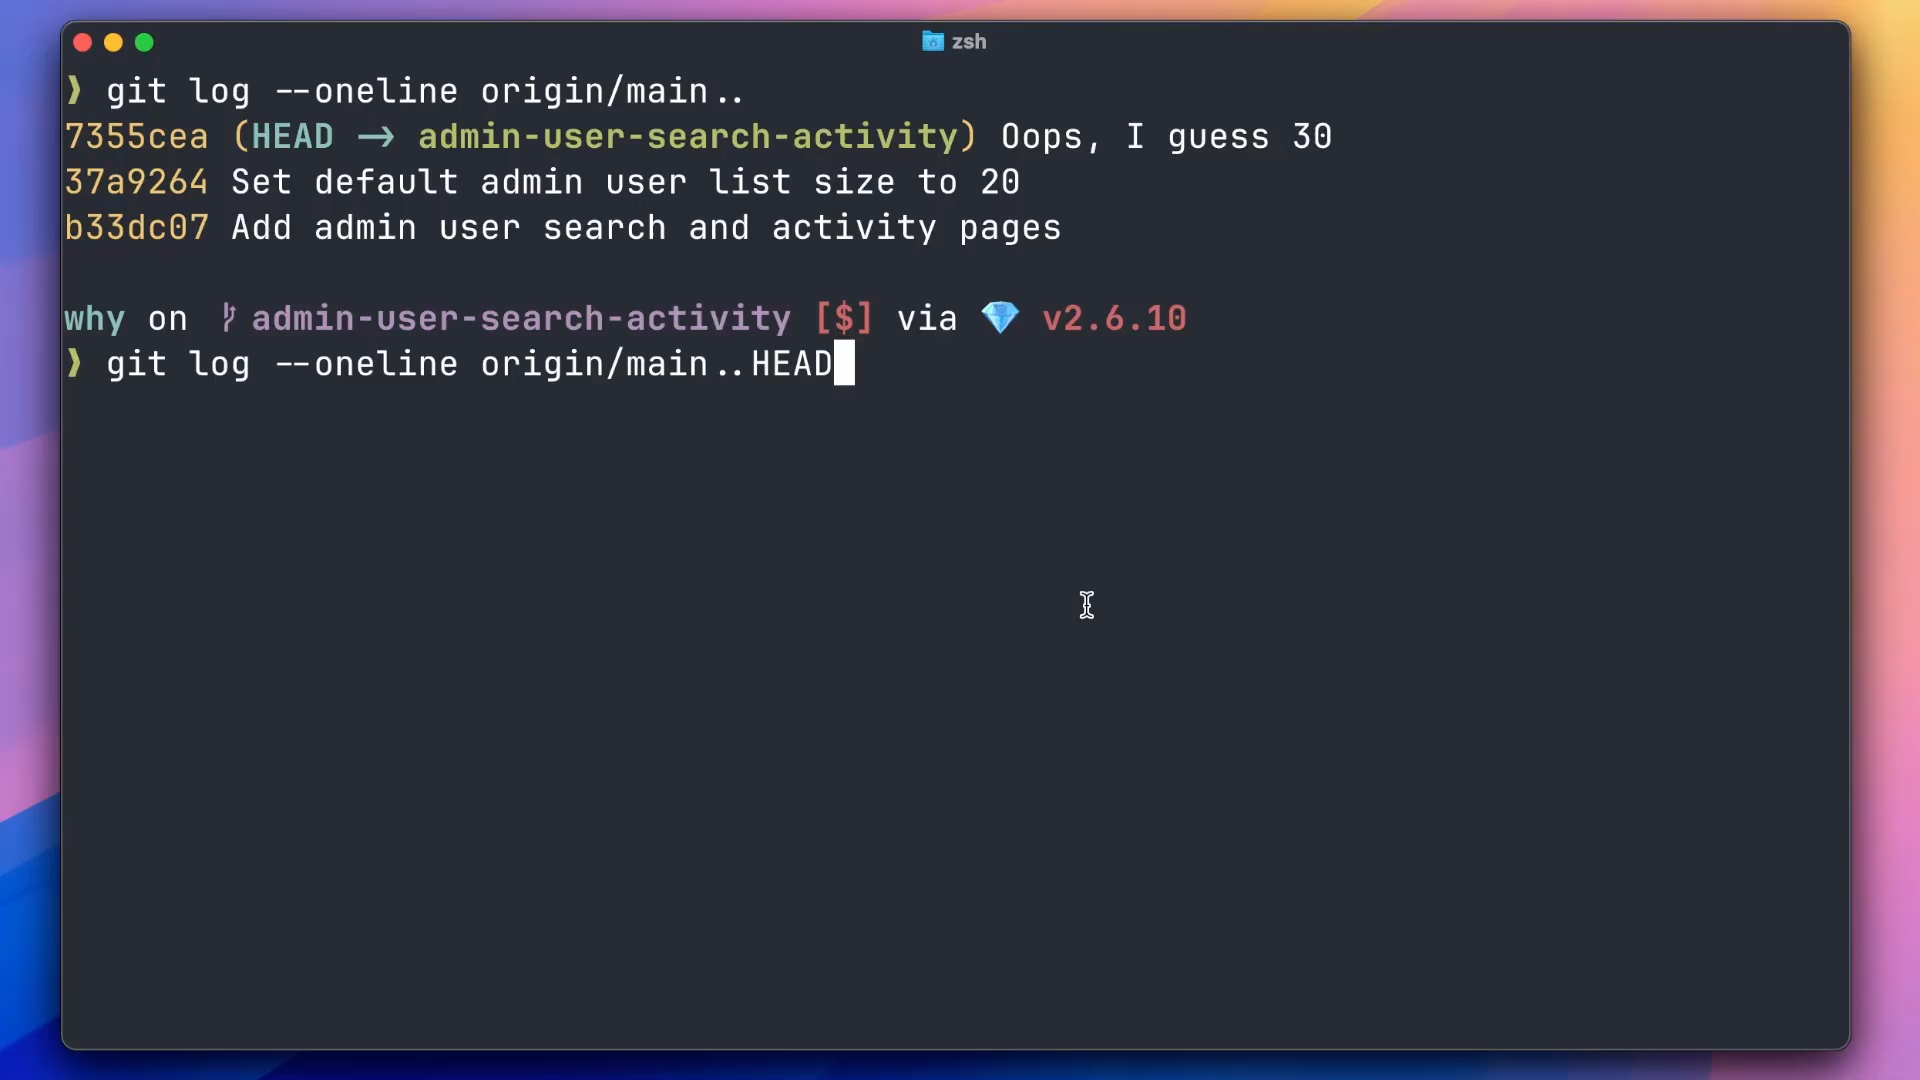 zsh
❱ git log --oneline origin/main..
7355cea (HEAD -> admin-user-search-activity) Oops, I guess 30
37a9264 Set default admin user list size to 20
b33dc07 Add admin user search and activity pages
why on admin-user-search-activity [$] via 💎 v2.6.10
❱ git log --oneline origin/main..HEAD